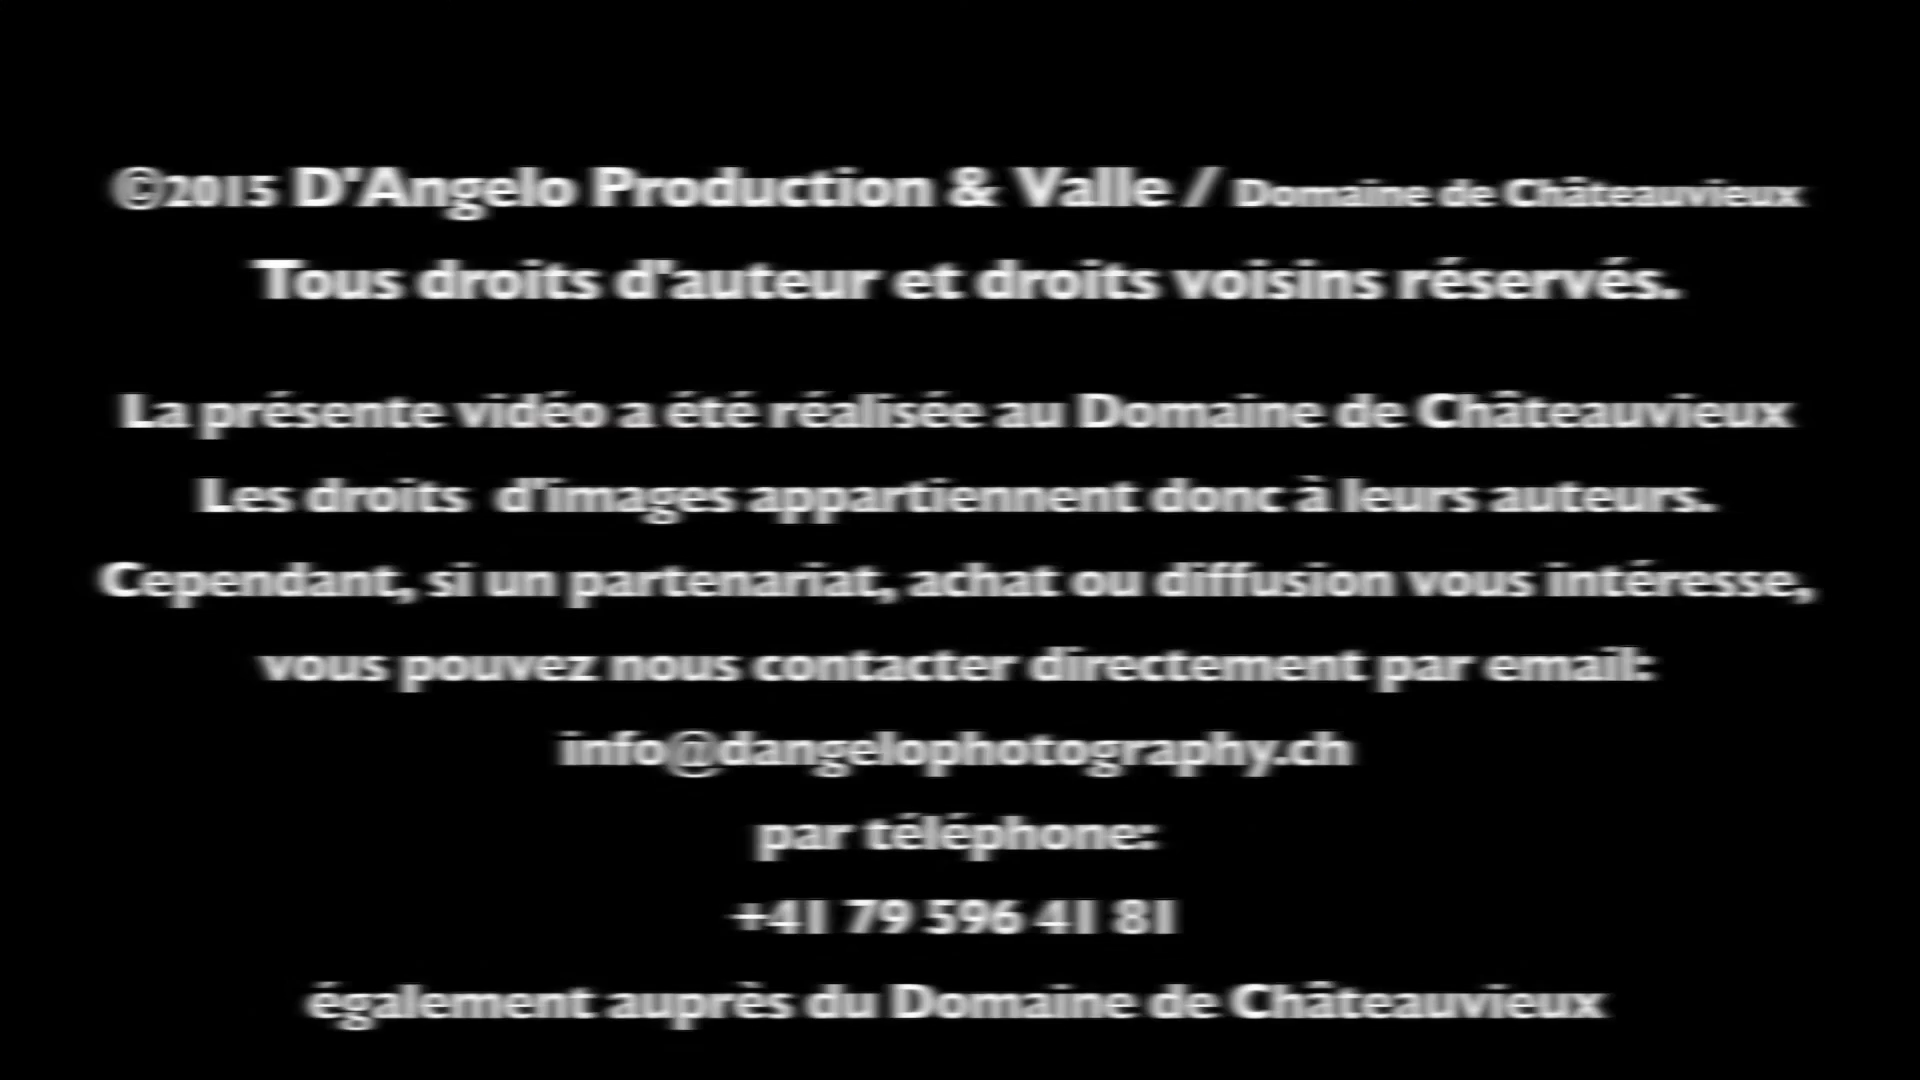 ©2015 D'Angelo Production & Valle / Domaine de Châteauvieux
Tous droits d'auteur et droits voisins réservés.
La présente vidéo a été réalisée au Domaine de Châteauvieux
Les droits d'images appartiennent donc à leurs auteurs.
Cependant, si un partenariat, achat ou diffusion vous intéresse,
vous pouvez nous contacter directement par email:
info@dangelophotography.ch
par téléphone:
+41 79 596 41 81
également auprès du Domaine de Châteauvieux